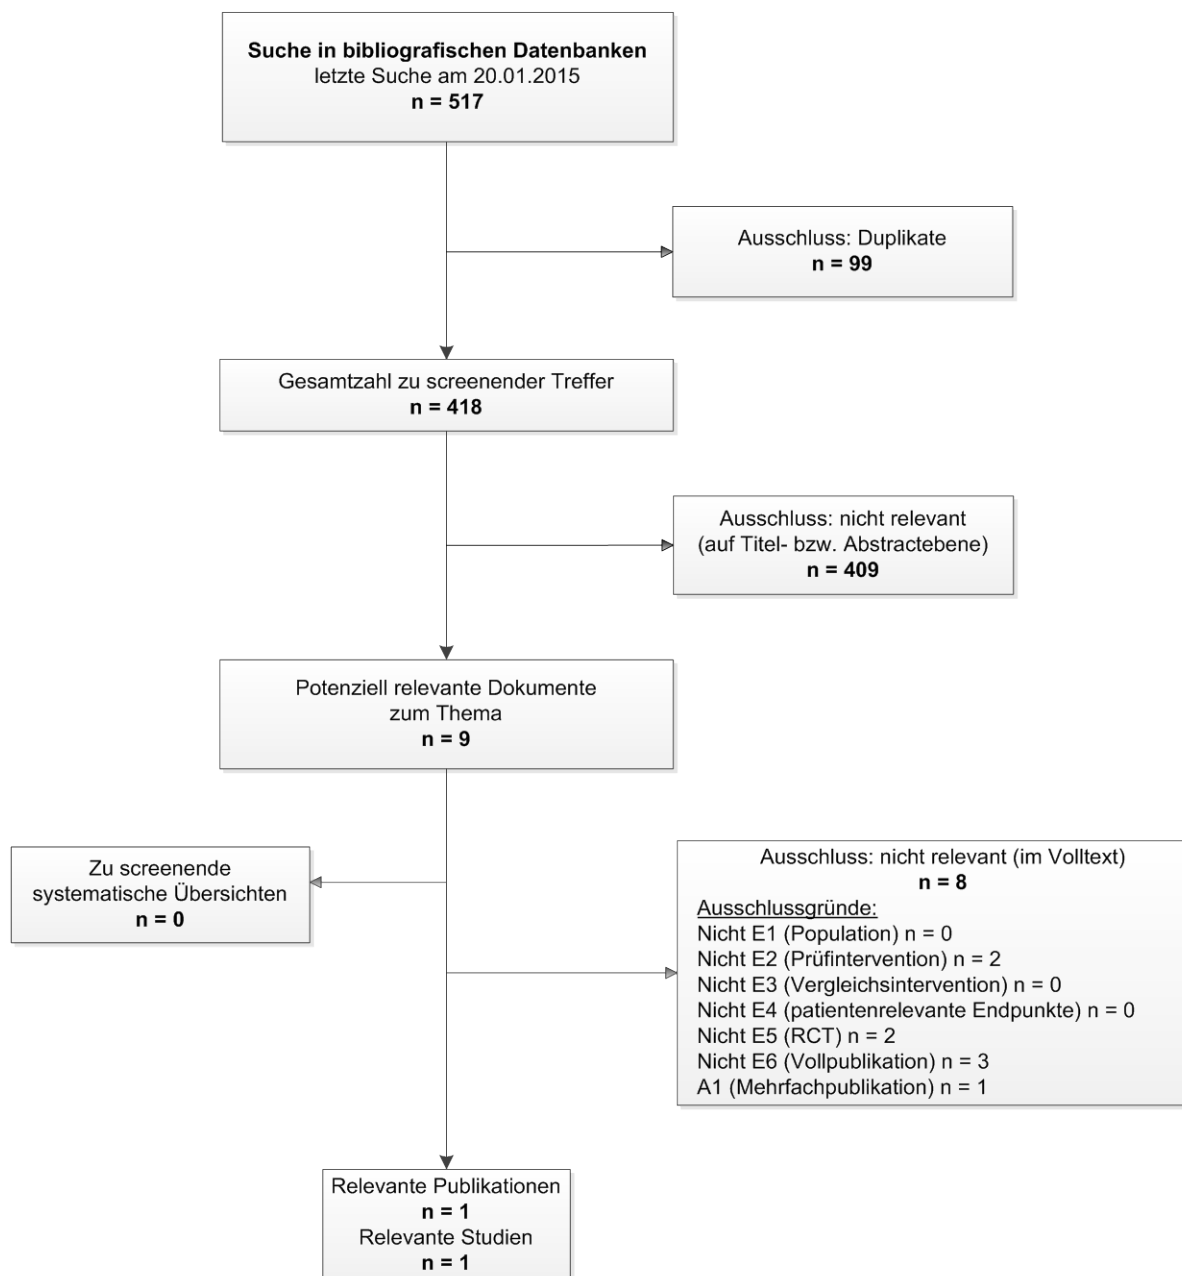 Suche in bibliografischen Datenbanken
letzte Suche am 20.01.2015
n = 517
Ausschluss: Duplikate
n = 99
Gesamtzahl zu screenender Treffer
n = 418
Ausschluss: nicht relevant
(auf Titel- bzw. Abstractebene)
n = 409
Potenziell relevante Dokumente
zum Thema
n = 9
Zu screenende
systematische Übersichten
n = 0
Ausschluss: nicht relevant (im Volltext)
n = 8
Ausschlussgründe:
Nicht E1 (Population) n = 0
Nicht E2 (Prüfintervention) n = 2
Nicht E3 (Vergleichsintervention) n = 0
Nicht E4 (patientenrelevante Endpunkte) n = 0
Nicht E5 (RCT) n = 2
Nicht E6 (Vollpublikation) n = 3
A1 (Mehrfachpublikation) n = 1
Relevante Publikationen
n = 1
Relevante Studien
n = 1